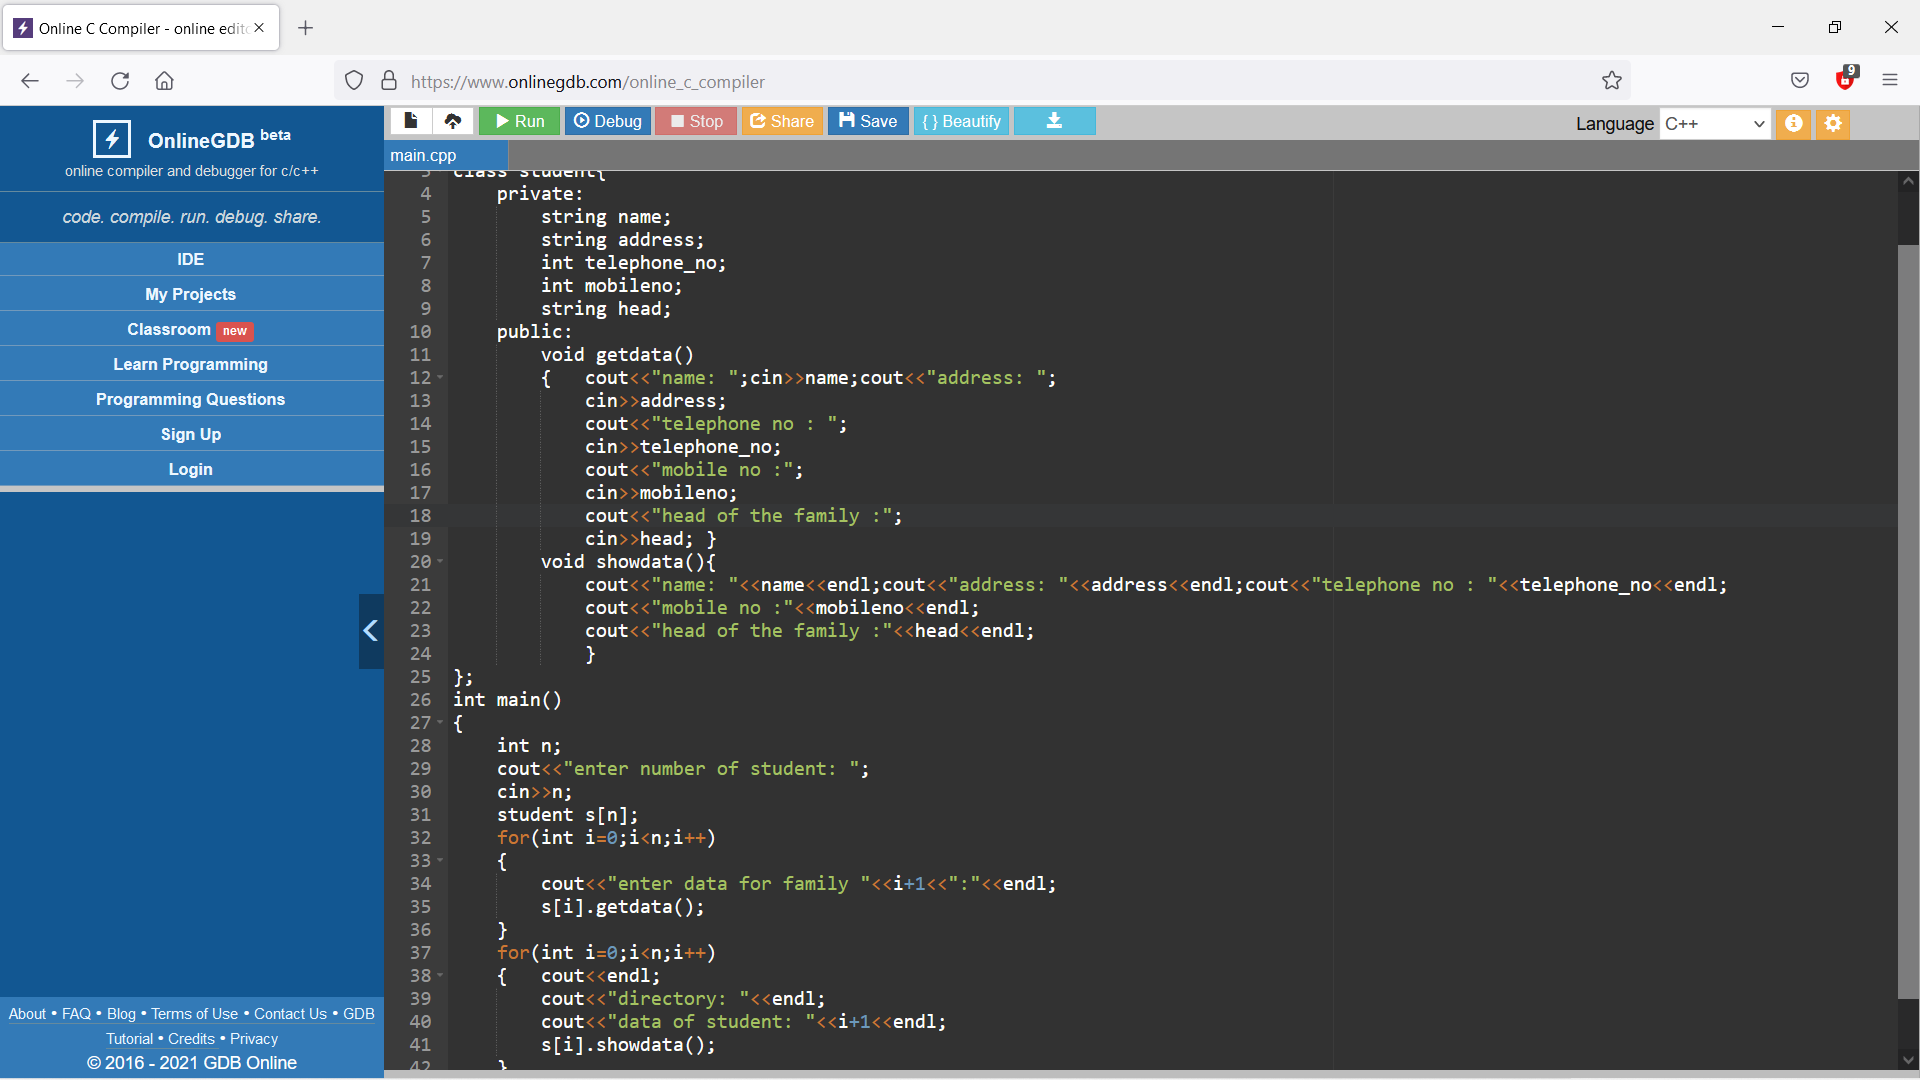 Online C Compiler - online edito
https://www.onlinegdb.com/online_c_compiler
9
OnlineGDB beta
online compiler and debugger for c/c++
code. compile. run. debug. share.
IDE
My Projects
Classroom new
Learn Programming
Programming Questions
Sign Up
Login
About • FAQ • Blog • Terms of Use • Contact Us • GDB
Tutorial • Credits • Privacy
© 2016 - 2021 GDB Online
Run Debug Stop Share Save { } Beautify
Language C++
main.cpp
3 class student{
4 private:
5 string name;
6 string address;
7 int telephone_no;
8 int mobileno;
9 string head;
10 public:
11 void getdata()
12 { cout<<"name: ";cin>>name;cout<<"address: ";
13 cin>>address;
14 cout<<"telephone no : ";
15 cin>>telephone_no;
16 cout<<"mobile no :";
17 cin>>mobileno;
18 cout<<"head of the family :";
19 cin>>head; }
20 void showdata(){
21 cout<<"name: "<<name<<endl;cout<<"address: "<<address<<endl;cout<<"telephone no : "<<telephone_no<<endl;
22 cout<<"mobile no :"<<mobileno<<endl;
23 cout<<"head of the family :"<<head<<endl;
24 }
25 };
26 int main()
27 {
28 int n;
29 cout<<"enter number of student: ";
30 cin>>n;
31 student s[n];
32 for(int i=0;i<n;i++)
33 {
34 cout<<"enter data for family "<<i+1<<":"<<endl;
35 s[i].getdata();
36 }
37 for(int i=0;i<n;i++)
38 { cout<<endl;
39 cout<<"directory: "<<endl;
40 cout<<"data of student: "<<i+1<<endl;
41 s[i].showdata();
42 }